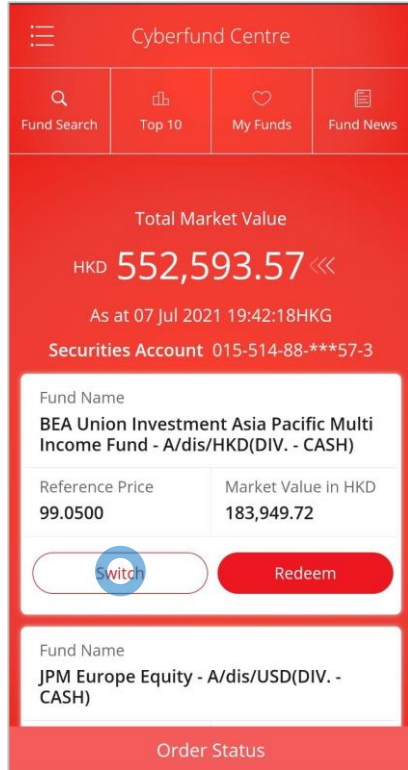 Cyberfund Centre
Fund Search
Top 10
My Funds
Fund News
Total Market Value
HKD 552,593.57
As at 07 Jul 2021 19:42:18HKG
Securities Account 015-514-88-***57-3
Fund Name
BEA Union Investment Asia Pacific Multi
Income Fund - A/dis/HKD(DIV. - CASH)
Reference Price
Market Value in HKD
99.0500
183,949.72
Switch
Redeem
Fund Name
JPM Europe Equity - A/dis/USD(DIV. -
CASH)
Order Status